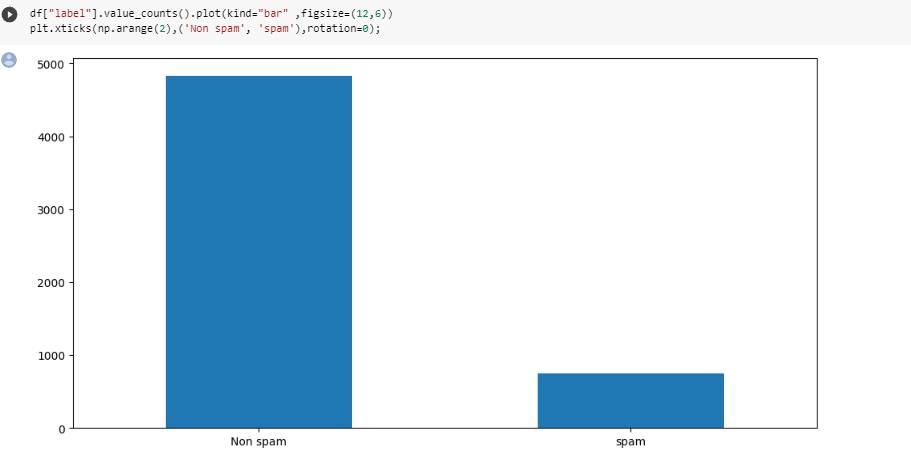 df["label"].value_counts().plot(kind="bar" ,figsize=(12,6))
plt.xticks(np.arange(2),('Non spam', 'spam'),rotation=0);
5000
4000
3000
2000
1000
0
Non spam spam